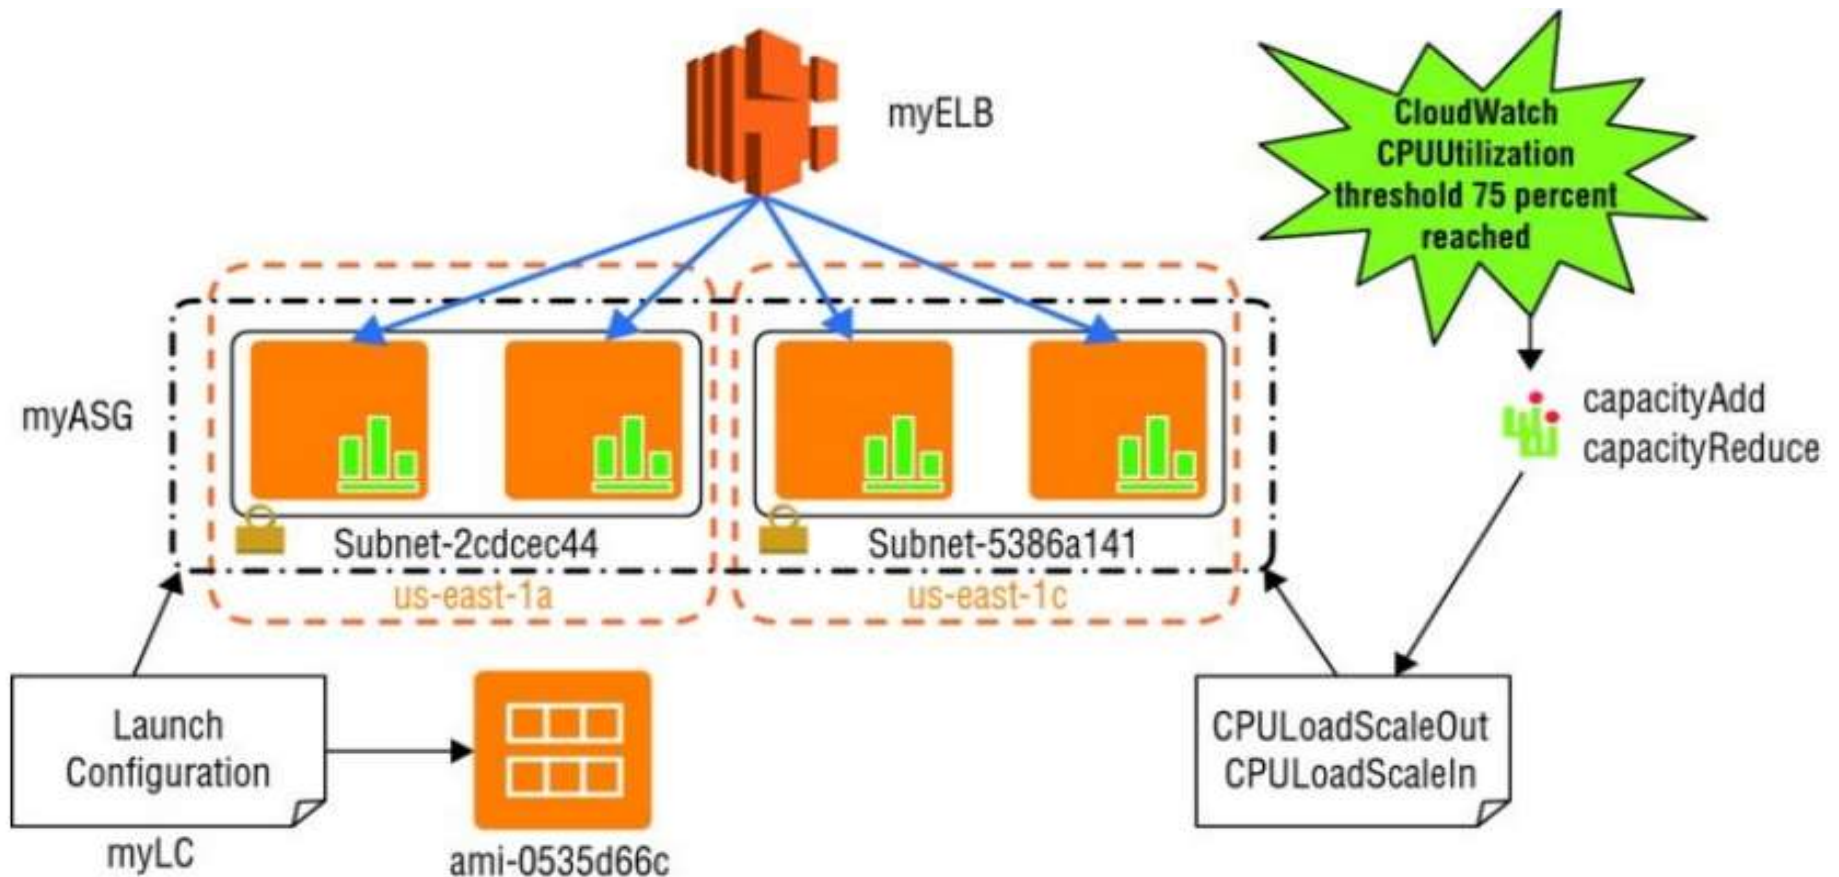 myELB
CloudWatch
CPUUtilization
threshold 75 percent
reached
myASG
capacityAdd
capacityReduce
Subnet-2cdcec44
Subnet-5386a141
us-east-1a
us-east-1c
Launch
Configuration
myLC
ami-0535d66c
CPULoadScaleOut
CPULoadScaleIn